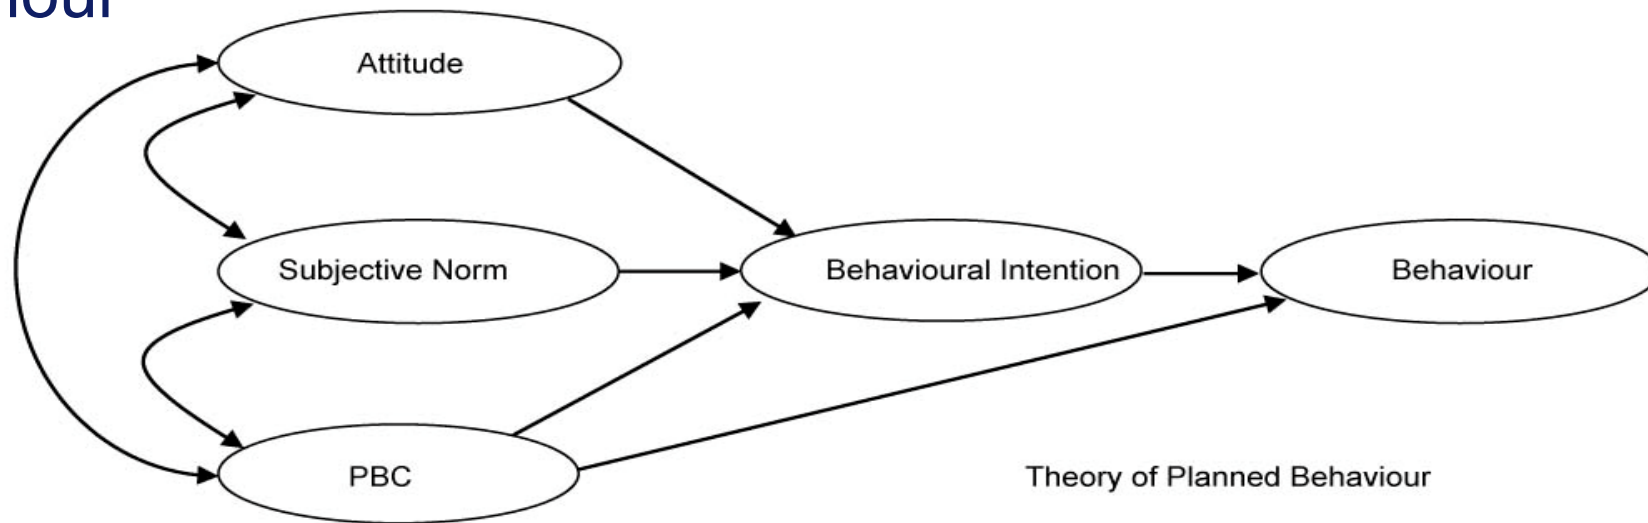 Attitude
Subjective Norm
Behavioural Intention
Behaviour
PBC
Theory of Planned Behaviour